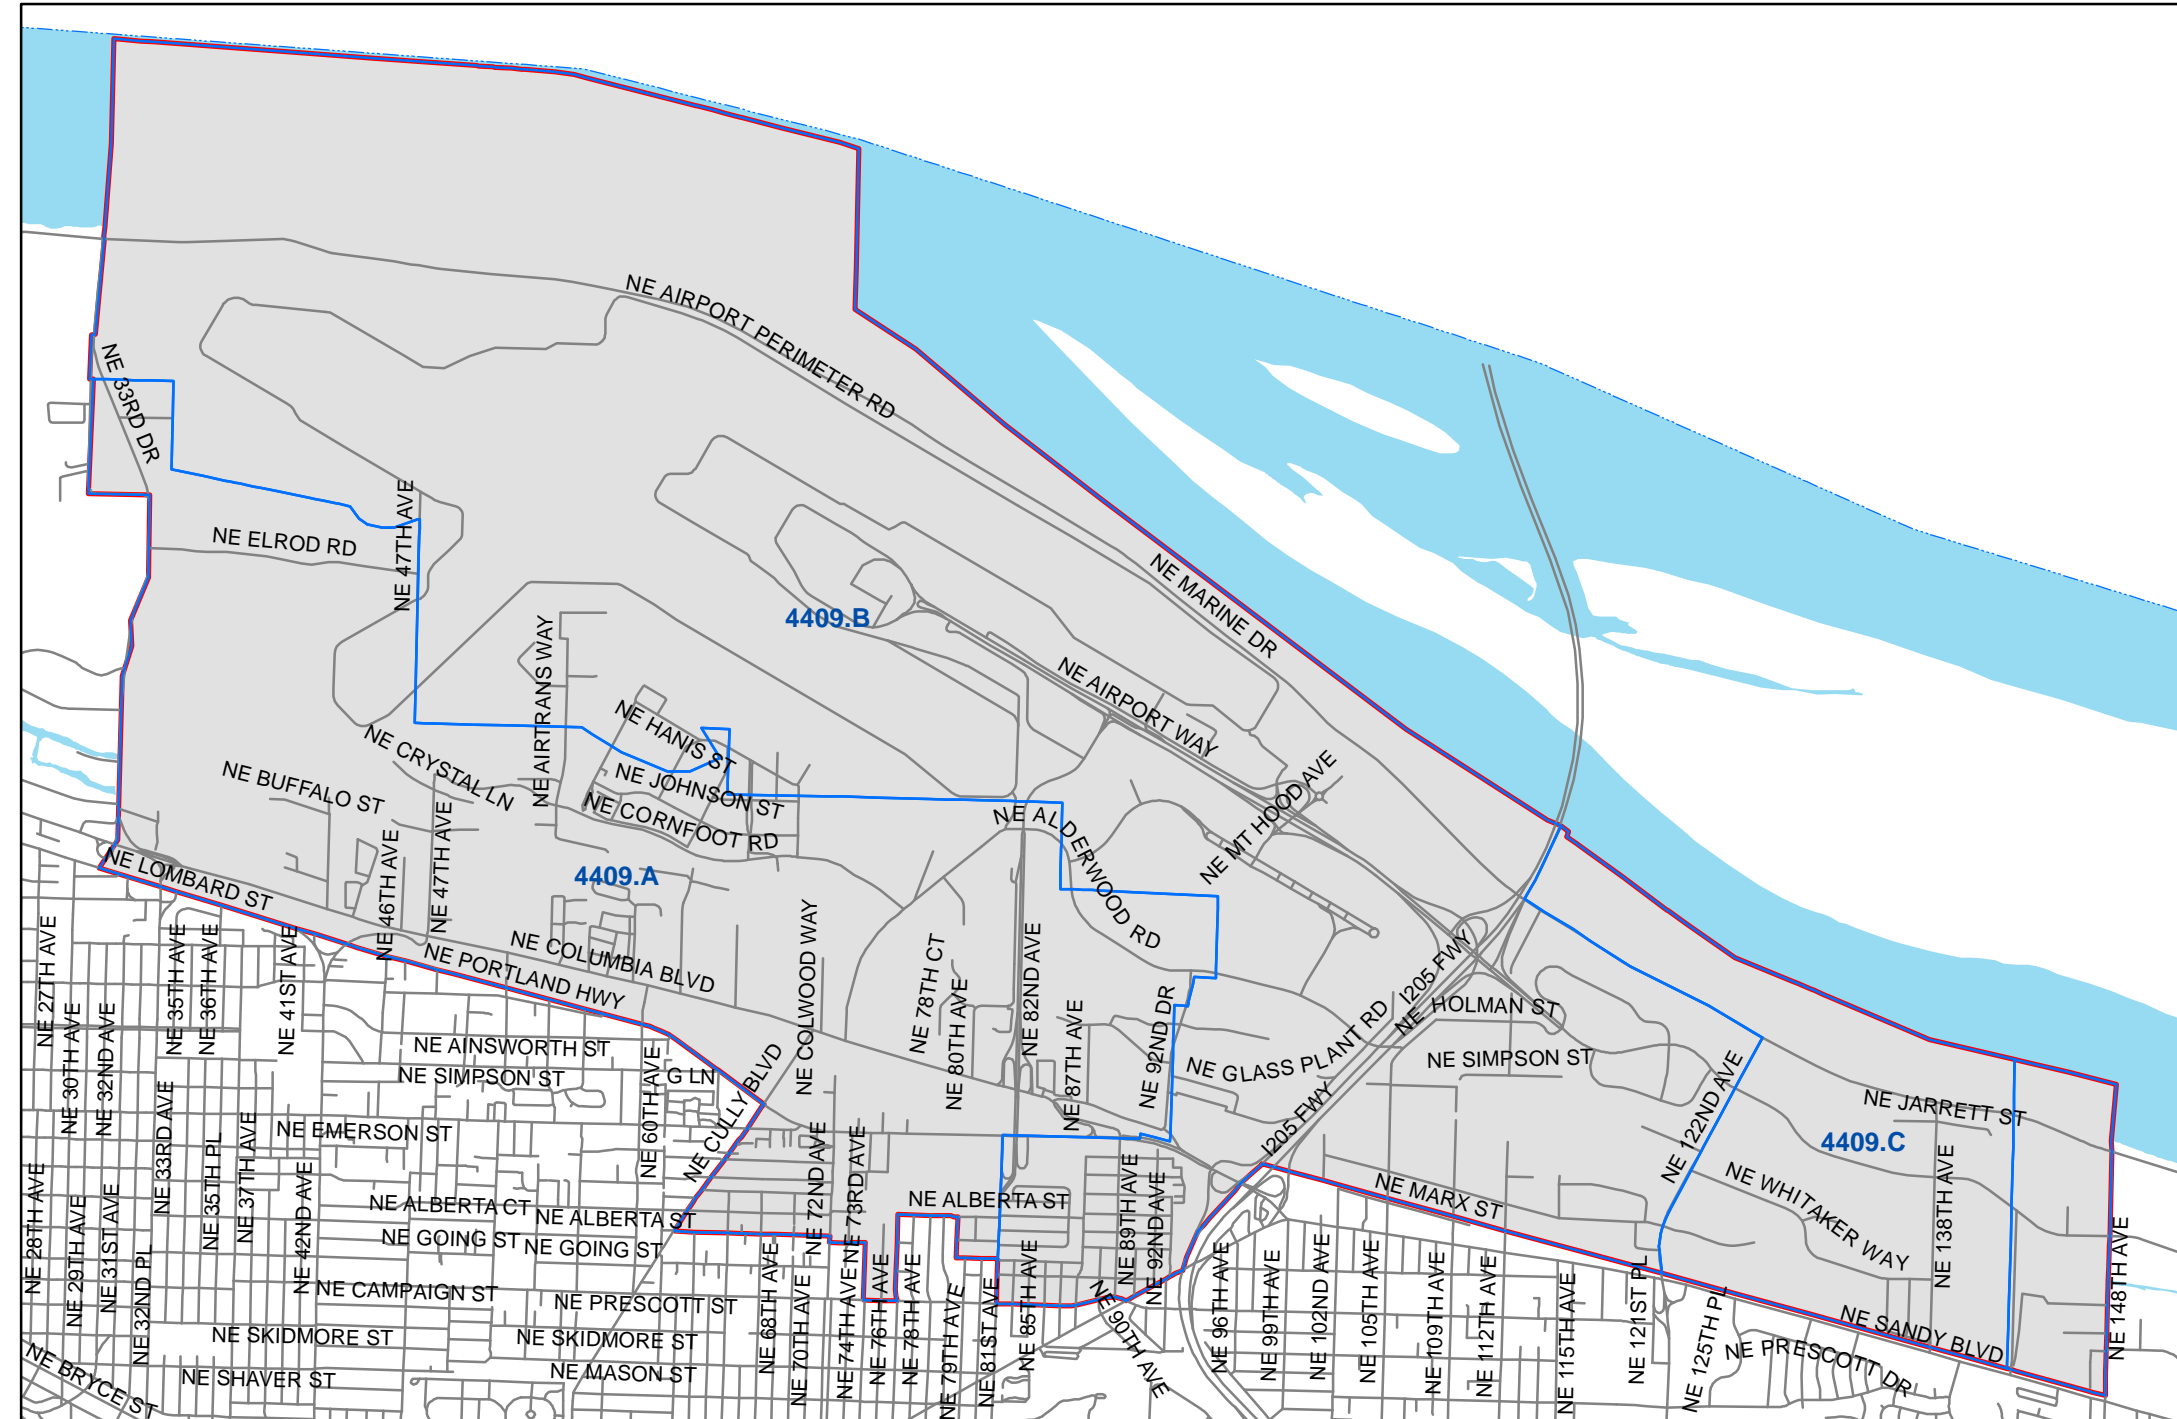 NE AIRPORT PERIMETER RD
NE 33RD DR
NE 47TH AVE
NE ELROD RD
NE MARINE DR
4409.B
NE AIRTRANS WAY
NE AIRPORT WAY
NE HANIS ST
NE CRYSTAL LN
NE JOHNSON ST
NE BUFFALO ST
NE CORNFOOT RD
NE ALDERWOOD RD
NE MT HOOD AVE
NE 46TH AVE
NE 47TH AVE
NE LOMBARD ST
4409.A
NE COLUMBIA BLVD
NE PORTLAND HWY
NE COLWOOD WAY
NE 78TH CT
NE 80TH AVE
NE 82ND AVE
NE 87TH AVE
NE 92ND DR
I205 FWY
NE HOLMAN ST
NE GLASS PLANT RD
NE SIMPSON ST
I205 FWY
NE 122ND AVE
NE JARRETT ST
4409.C
NE 138TH AVE
NE WHITAKER WAY
NE MARX ST
NE SANDY BLVD
NE 148TH AVE
NE 27TH AVE
NE 30TH AVE
NE 32ND AVE
NE 35TH AVE
NE 36TH AVE
NE 41ST AVE
NE AINSWORTH ST
NE SIMPSON ST
NE 60TH AVE
G LN
NE CULLY BLVD
NE 33RD AVE
NE 35TH PL
NE 37TH AVE
NE EMERSON ST
NE 42ND AVE
NE 28TH AVE
NE 29TH AVE
NE 31ST AVE
NE 32ND PL
NE ALBERTA CT
NE ALBERTA ST
NE GOING ST
NE GOING ST
NE CAMPAIGN ST
NE PRESCOTT ST
NE SKIDMORE ST
NE SKIDMORE ST
NE SHAVER ST
NE MASON ST
NE BRYCE ST
NE 68TH AVE
NE 70TH AVE
NE 72ND AVE
NE 73RD AVE
NE 74TH AVE
NE 76TH AVE
NE 78TH AVE
NE 79TH AVE
NE 81ST AVE
NE ALBERTA ST
NE 85TH AVE
NE 89TH AVE
NE 92ND AVE
NE 90TH AVE
NE 96TH AVE
NE 99TH AVE
NE 102ND AVE
NE 105TH AVE
NE 109TH AVE
NE 112TH AVE
NE 115TH AVE
NE 121ST PL
NE 125TH PL
NE PRESCOTT DR